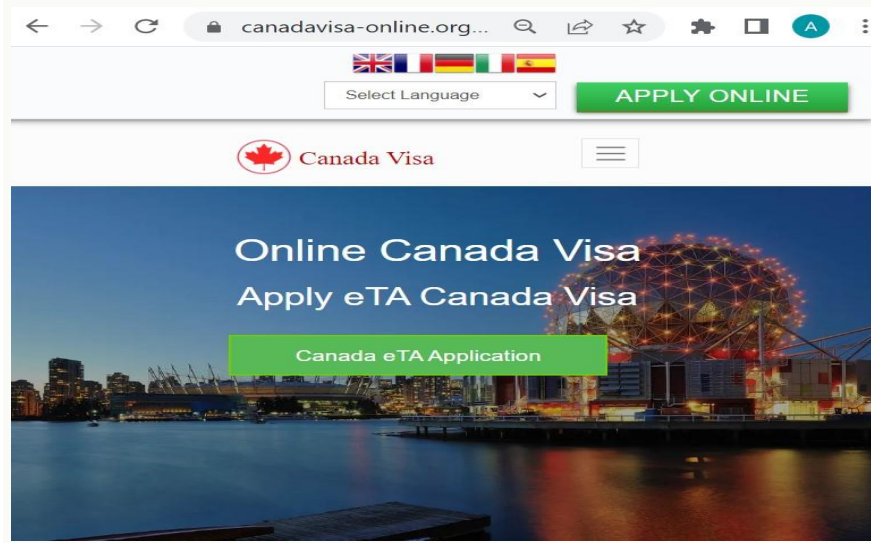 canadavisa-online.org...
A
Select Language
APPLY ONLINE
Canada Visa
Online Canada Visa
Apply eTA Canada Visa
Canada eTA Application